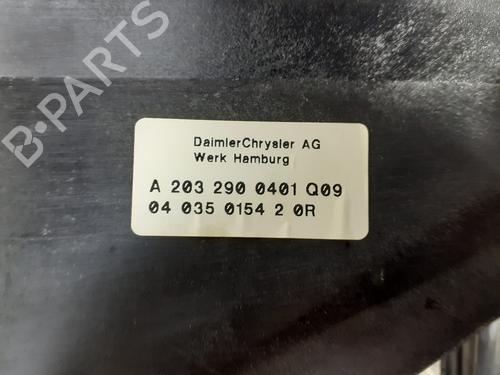 B-PARTS
DaimlerChrysler AG
Werk Hamburg
A 203 290 0401 Q09
04 035 0154 2 0R